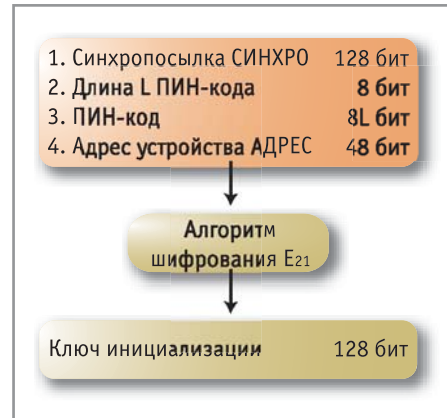 1. Синхропосылка СИНХРО 128 бит
2. Длина L ПИН-кода 8 бит
3. ПИН-код 8L бит
4. Адрес устройства АДРЕС 48 бит
Алгоритм
шифрования E21
Ключ инициализации 128 бит